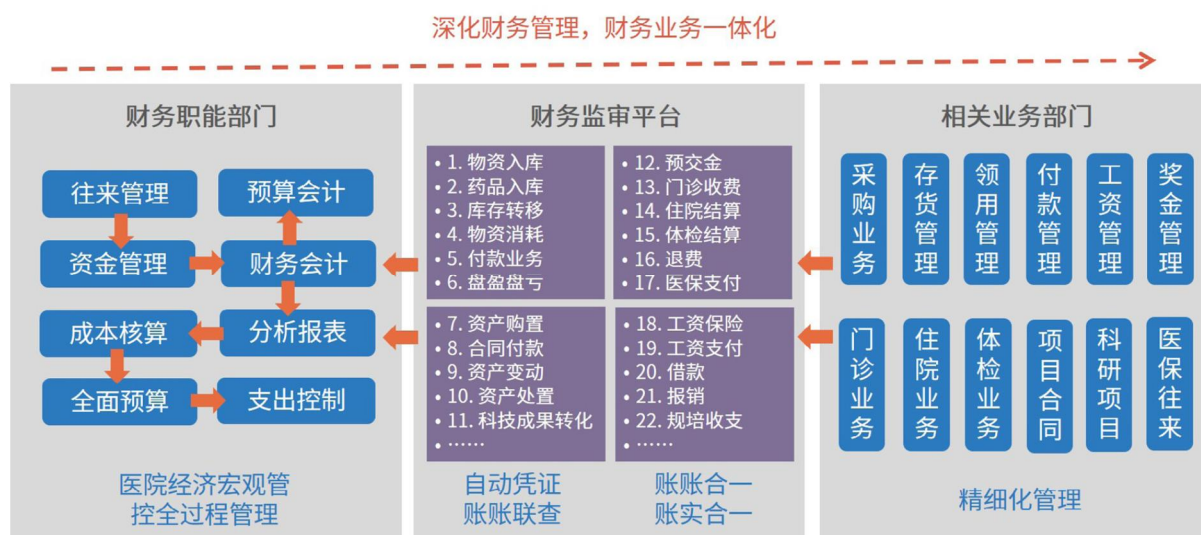 深化财务管理，财务业务一体化
财务职能部门
往来管理
预算会计
资金管理
财务会计
成本核算
分析报表
全面预算
支出控制
医院经济宏观管
控全过程管理
财务监审平台
• 1. 物资入库
• 2. 药品入库
• 3. 库存转移
• 4. 物资消耗
• 5. 付款业务
• 6. 盘盈盘亏
• 12. 预交金
• 13. 门诊收费
• 14. 住院结算
• 15. 体检结算
• 16. 退费
• 17. 医保支付
• 7. 资产购置
• 8. 合同付款
• 9. 资产变动
• 10. 资产处置
• 11. 科技成果转化
• ……
• 18. 工资保险
• 19. 工资支付
• 20. 借款
• 21. 报销
• 22. 规培收支
• ……
自动凭证
账账联查
账账合一
账实合一
相关业务部门
采购业务
存货管理
领用管理
付款管理
工资管理
奖金管理
门诊业务
住院业务
体检业务
项目合同
科研项目
医保往来
精细化管理